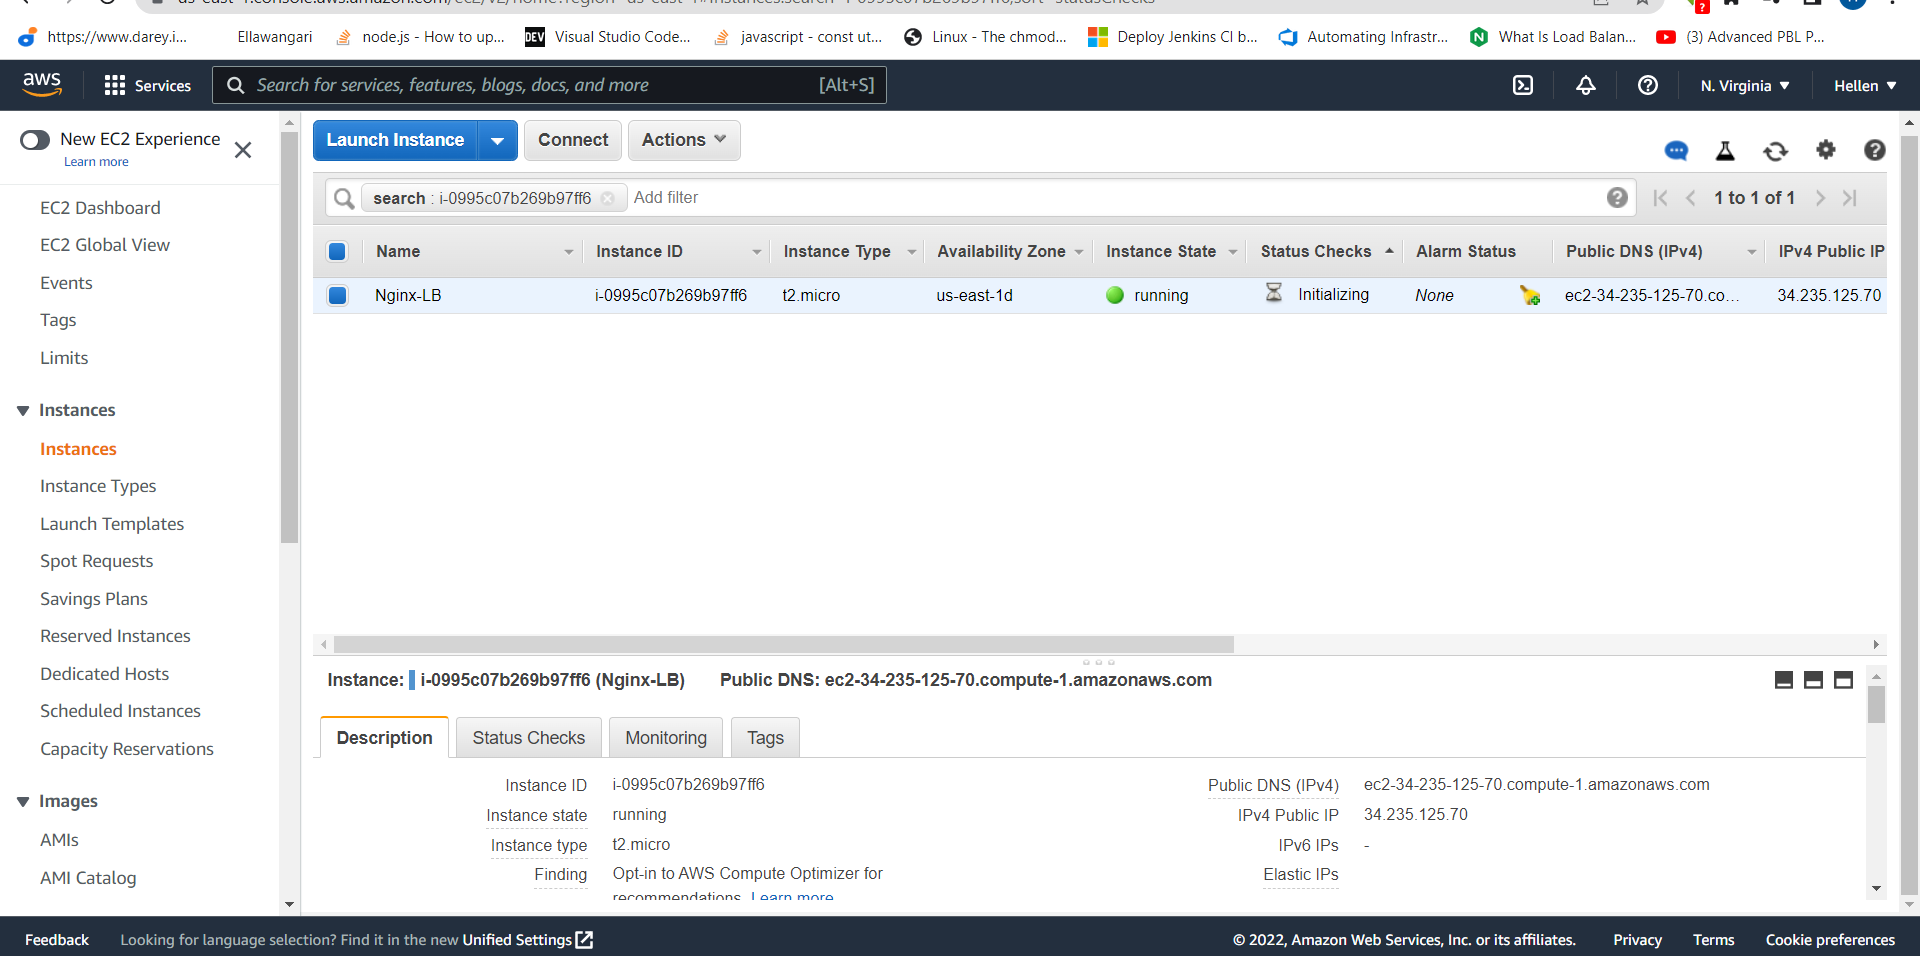 https://www.darey.i... Ellawangari node.js - How to up... DEV Visual Studio Code... javascript - const ut... Linux - The chmod... Deploy Jenkins CI b... Automating Infrastr... What Is Load Balan... (3) Advanced PBL P...
aws Services Search for services, features, blogs, docs, and more [Alt+S] N. Virginia Hellen
New EC2 Experience
Learn more
EC2 Dashboard
EC2 Global View
Events
Tags
Limits
Instances
Instances
Instance Types
Launch Templates
Spot Requests
Savings Plans
Reserved Instances
Dedicated Hosts
Scheduled Instances
Capacity Reservations
Images
AMIs
AMI Catalog
Launch Instance Connect Actions
search : i-0995c07b269b97ff6 Add filter 1 to 1 of 1
Name Instance ID Instance Type Availability Zone Instance State Status Checks Alarm Status Public DNS (IPv4) IPv4 Public IP
Nginx-LB i-0995c07b269b97ff6 t2.micro us-east-1d running Initializing None ec2-34-235-125-70.co... 34.235.125.70
Instance: i-0995c07b269b97ff6 (Nginx-LB) Public DNS: ec2-34-235-125-70.compute-1.amazonaws.com
Description Status Checks Monitoring Tags
Instance ID i-0995c07b269b97ff6 Public DNS (IPv4) ec2-34-235-125-70.compute-1.amazonaws.com
Instance state running IPv4 Public IP 34.235.125.70
Instance type t2.micro IPv6 IPs -
Finding Opt-in to AWS Compute Optimizer for Elastic IPs
recommendations. Learn more
Feedback Looking for language selection? Find it in the new Unified Settings © 2022, Amazon Web Services, Inc. or its affiliates. Privacy Terms Cookie preferences